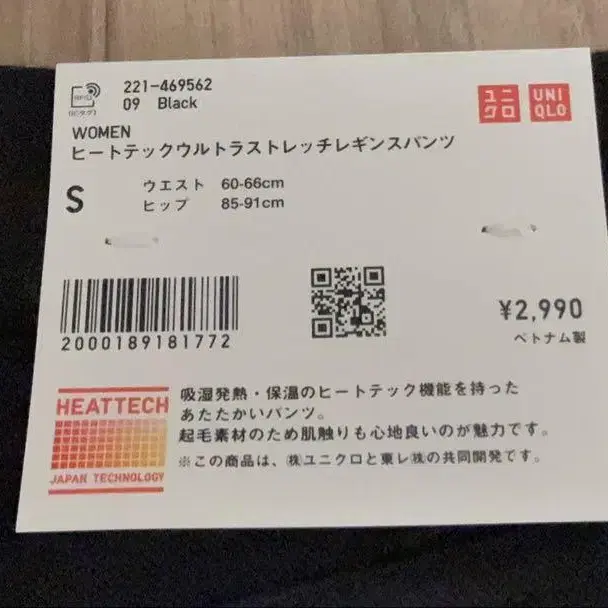 221-469562
09 Black
ユニクロ
UNIQLO
WOMEN
ヒートテックウルトラストレッチレギンスパンツ
S
ウエスト 60-66cm
ヒップ 85-91cm
2000189181772
¥2,990
ベトナム製
HEATTECH
JAPAN TECHNOLOGY
吸湿発熱・保温のヒートテック機能を持った
あたたかいパンツ。
起毛素材のため肌触りも心地良いのが魅力です。
※この商品は、㈱ユニクロと東レ㈱の共同開発です。